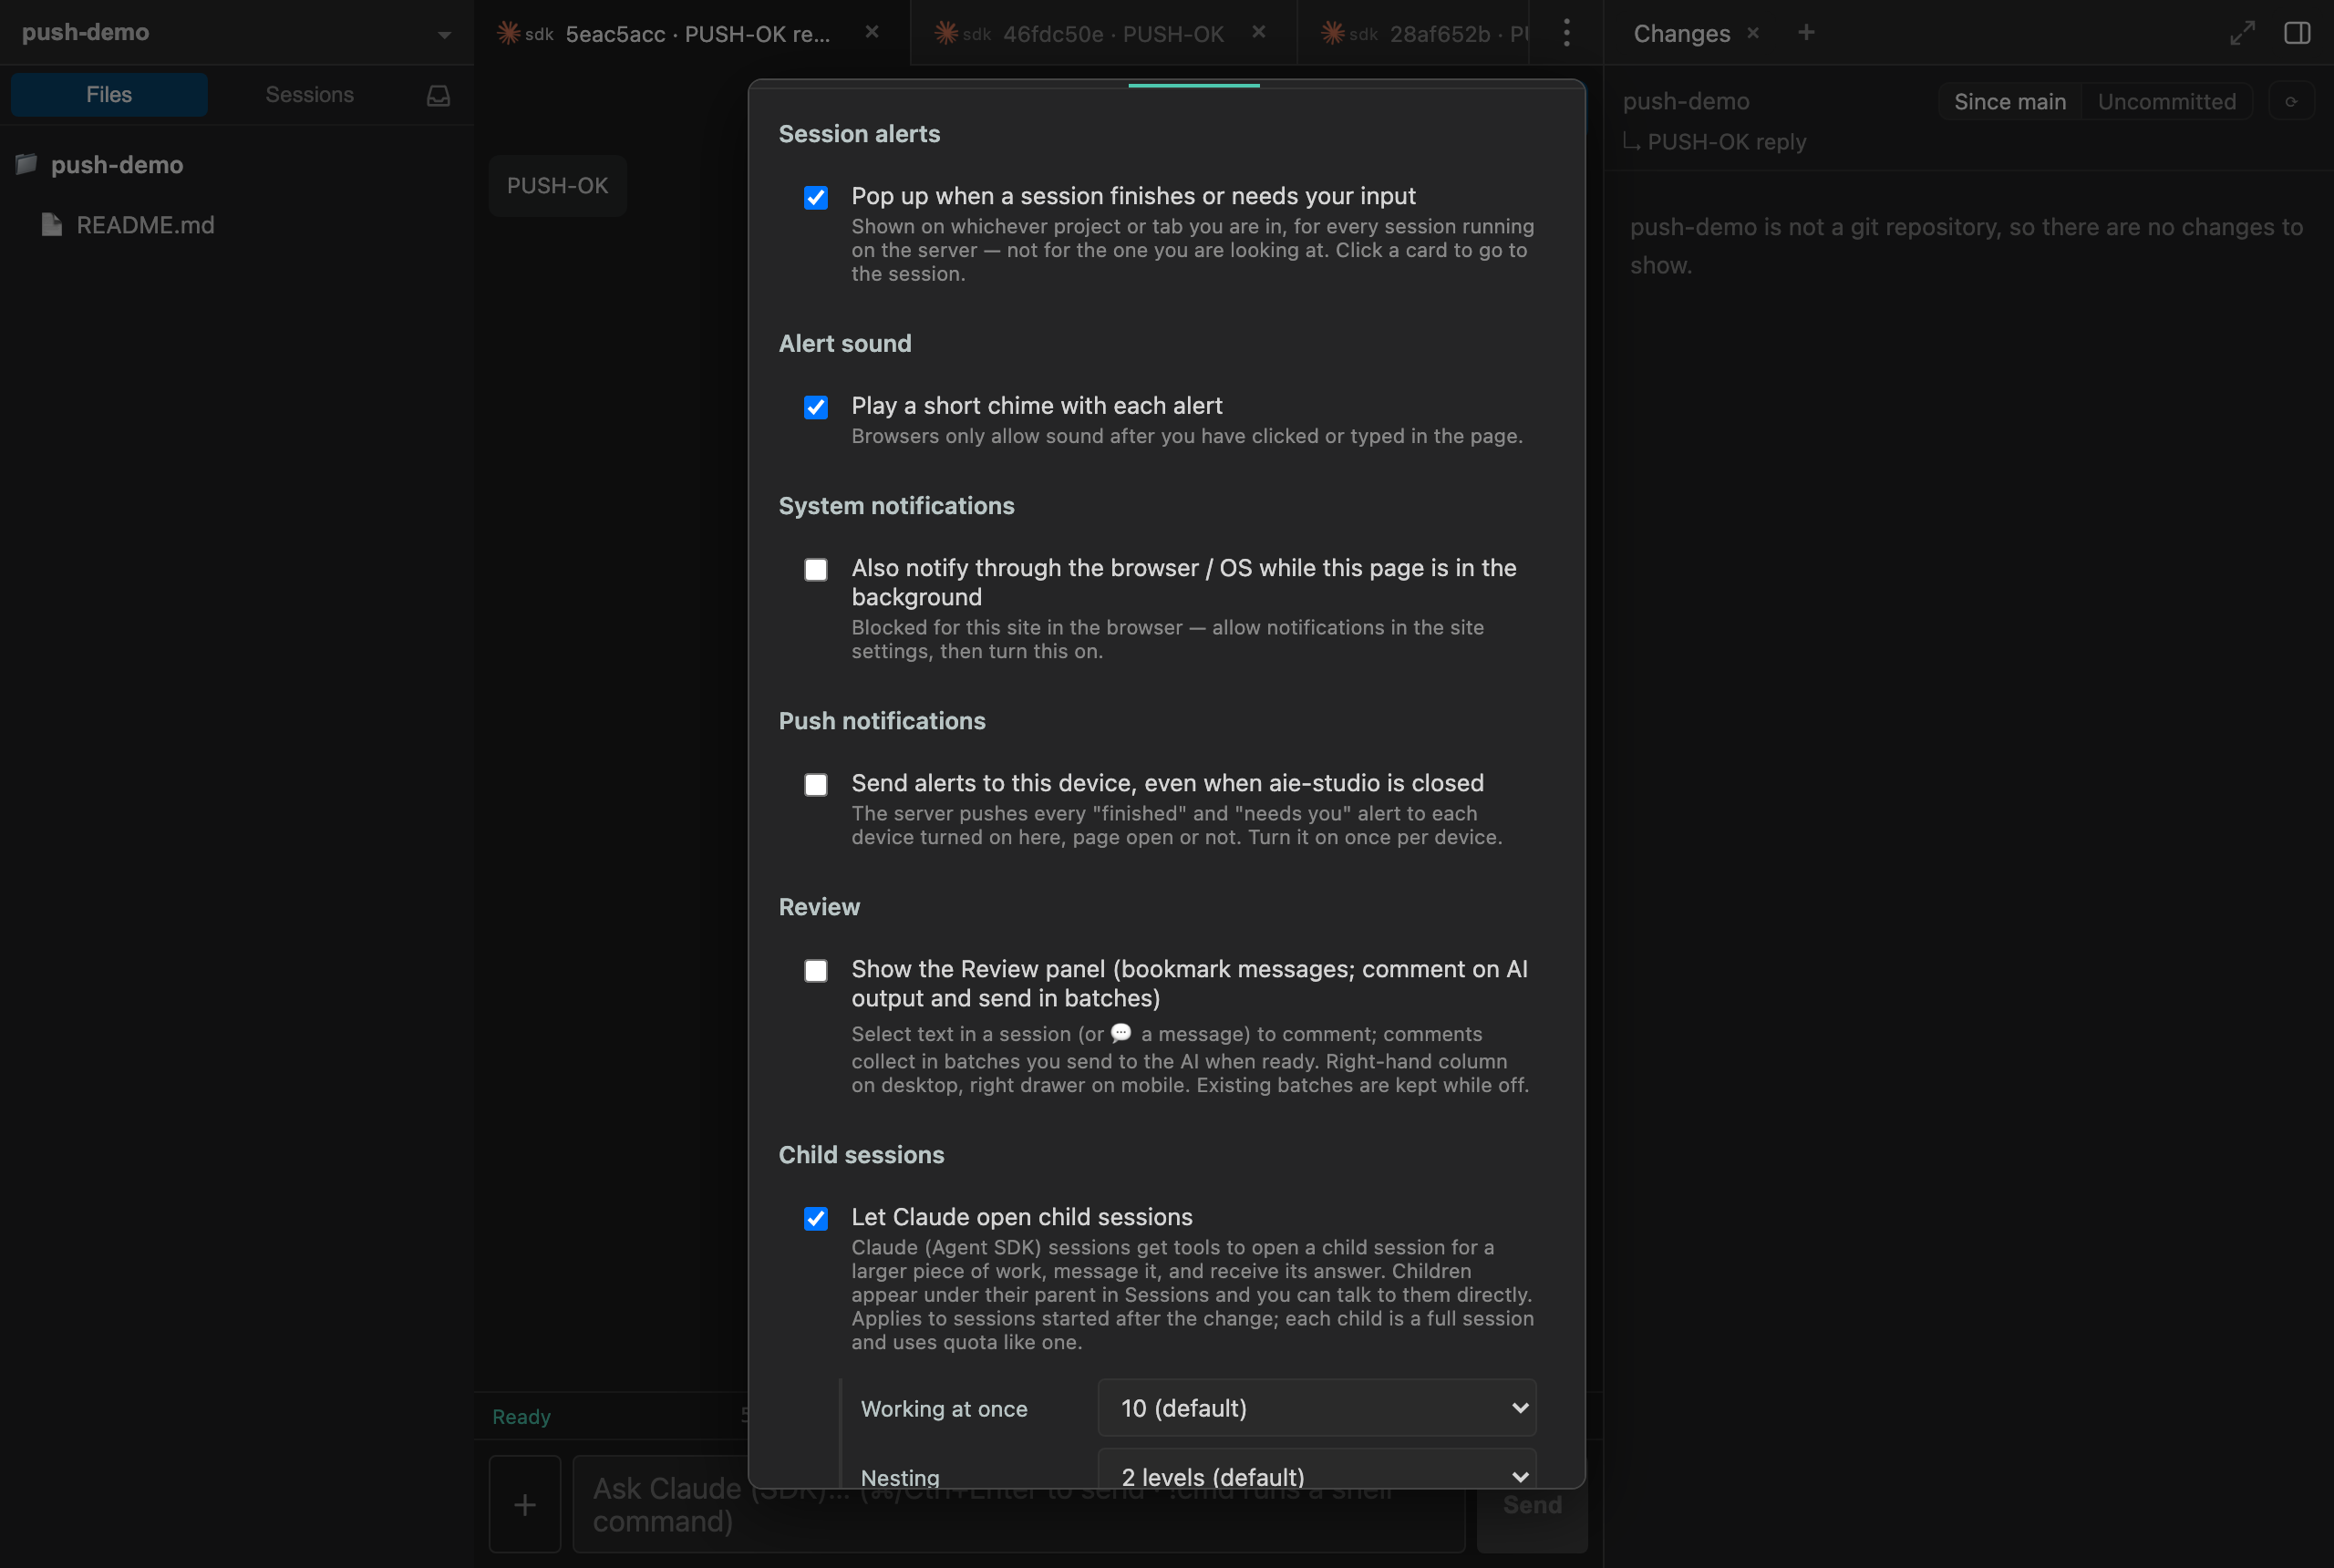 push-demo
Files
Sessions
push-demo
README.md
sdk 5eac5acc · PUSH-OK re...
sdk 46fdc50e · PUSH-OK
sdk 28af652b ·
PUSH-OK
Session alerts
Pop up when a session finishes or needs your input
Shown on whichever project or tab you are in, for every session running
on the server — not for the one you are looking at. Click a card to go to
the session.
Alert sound
Play a short chime with each alert
Browsers only allow sound after you have clicked or typed in the page.
System notifications
Also notify through the browser / OS while this page is in the
background
Blocked for this site in the browser — allow notifications in the site
settings, then turn this on.
Push notifications
Send alerts to this device, even when aie-studio is closed
The server pushes every "finished" and "needs you" alert to each
device turned on here, page open or not. Turn it on once per device.
Review
Show the Review panel (bookmark messages; comment on AI
output and send in batches)
Select text in a session (or 💬 a message) to comment; comments
collect in batches you send to the AI when ready. Right-hand column
on desktop, right drawer on mobile. Existing batches are kept while off.
Child sessions
Let Claude open child sessions
Claude (Agent SDK) sessions get tools to open a child session for a
larger piece of work, message it, and receive its answer. Children
appear under their parent in Sessions and you can talk to them directly.
Applies to sessions started after the change; each child is a full session
and uses quota like one.
Working at once
10 (default)
Nesting
2 levels (default)
Ready
Ask Claude (SDK)... (⌘/Ctrl+Enter to send · !cmd runs a shell
command)
Send
Changes
push-demo
Since main
Uncommitted
PUSH-OK reply
push-demo is not a git repository, so there are no changes to
show.